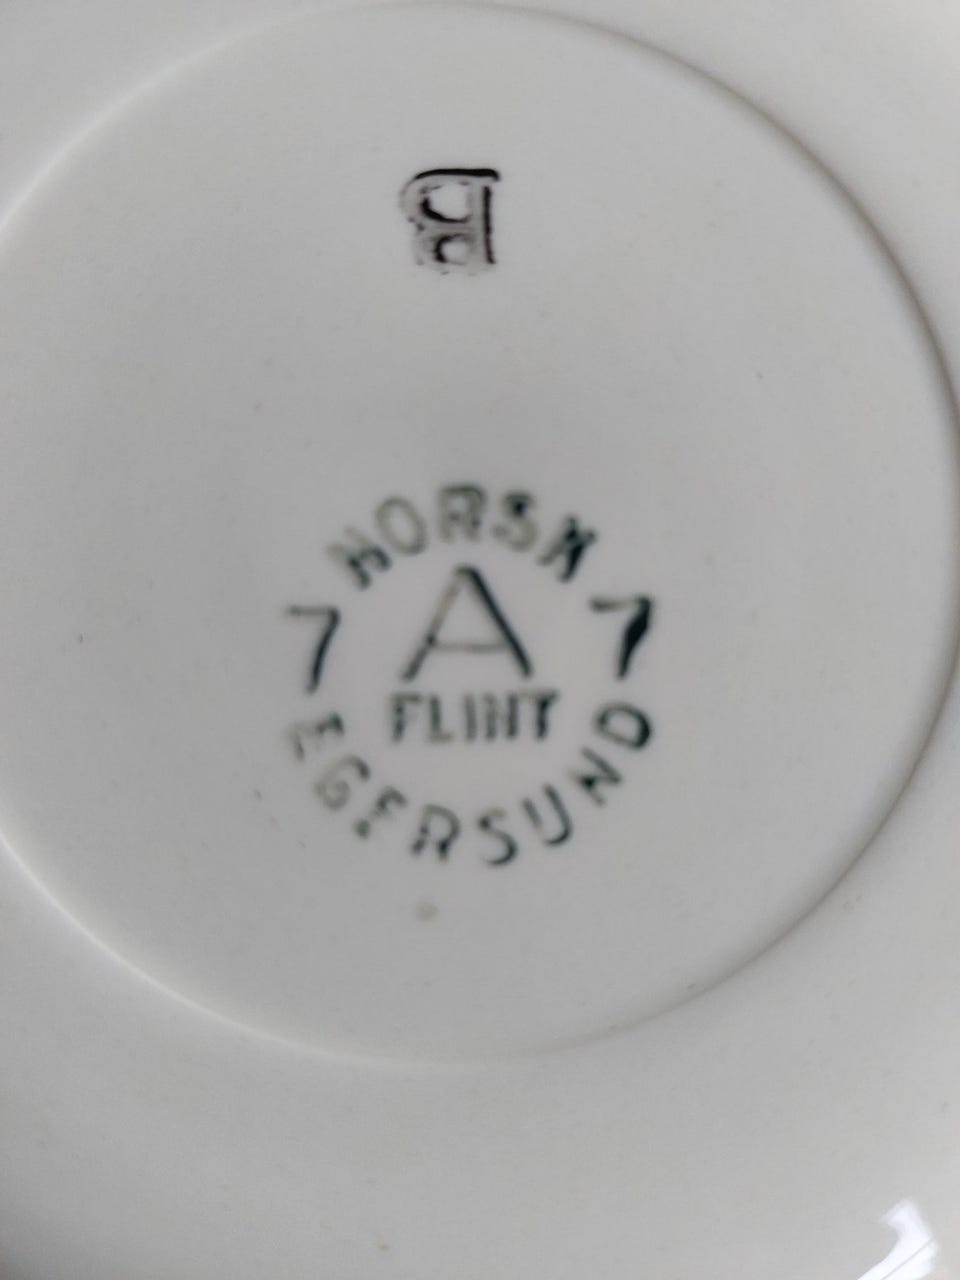 B
NORSK
7 A 7
FLINT
EGERSUND